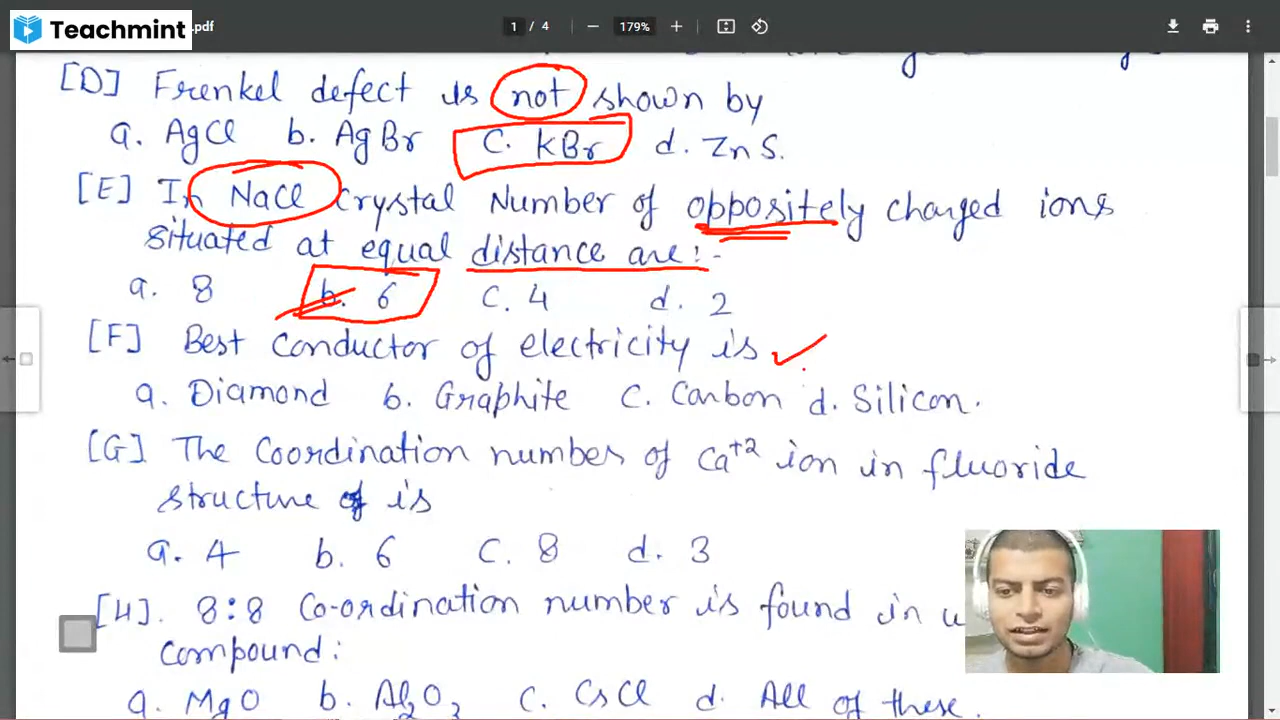 Teachmint
.pdf
1 / 4
179%
[D] Frenkel defect is not shown by
a. AgCl b. AgBr C. KBr d. ZnS.
[E] In NaCl Crystal Number of oppositely charged ions
situated at equal distance are :-
a. 8 b. 6 C. 4 d. 2
[F] Best Conductor of electricity is
a. Diamond b. Graphite C. Carbon d. Silicon.
[G] The Coordination number of Ca+2 ion in fluoride
structure is
a. 4 b. 6 C. 8 d. 3
[H]. 8:8 Co-ordination number is found in
compound:
a. MgO b. Al2O3 C. CsCl d. All of these.